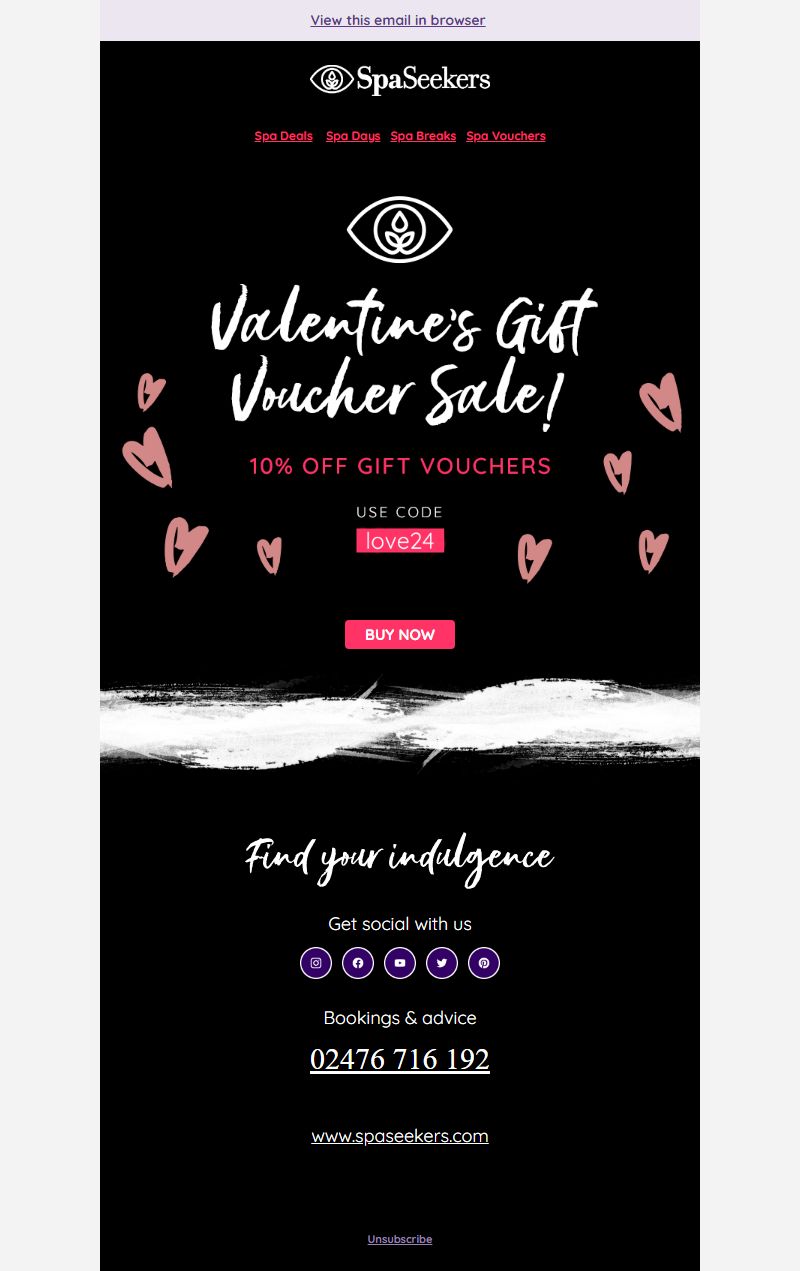 View this email in browser
SpaSeekers
Spa Deals Spa Days Spa Breaks Spa Vouchers
Valentine's Gift
Voucher Sale!
10% OFF GIFT VOUCHERS
USE CODE
love24
BUY NOW
Find your indulgence
Get social with us
Bookings & advice
02476 716 192
www.spaseekers.com
Unsubscribe